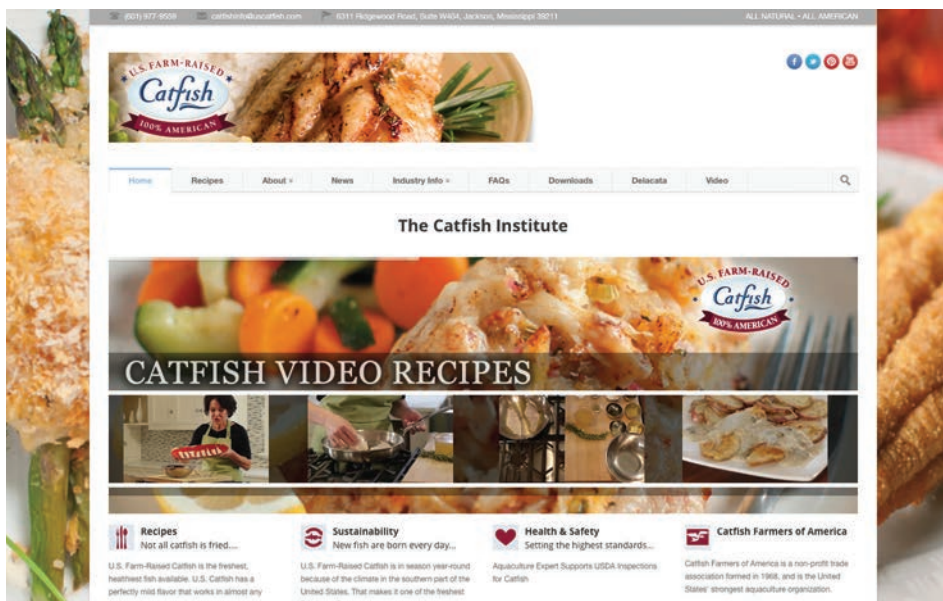 (601) 977-9559 catfishinfo@uscatfish.com 6311 Ridgewood Road, Suite W404, Jackson, Mississippi 39211 ALL NATURAL • ALL AMERICAN
U.S. FARM-RAISED
Catfish
100% AMERICAN
Home Recipes About » News Industry Info » FAQs Downloads Delacata Video
The Catfish Institute
U.S. FARM-RAISED
Catfish
100% AMERICAN
CATFISH VIDEO RECIPES
Recipes
Not all catfish is fried....
U.S. Farm-Raised Catfish is the freshest,
healthiest fish available. U.S. Catfish has a
perfectly mild flavor that works in almost any
Sustainability
New fish are born every day...
U.S. Farm-Raised Catfish is in season year-round
because of the climate in the southern part of the
United States. That makes it one of the freshest
Health & Safety
Setting the highest standards...
Aquaculture Expert Supports USDA Inspections
for Catfish
Catfish Farmers of America
Catfish Farmers of America is a non-profit trade
association formed in 1968, and is the United
States' strongest aquaculture organization.